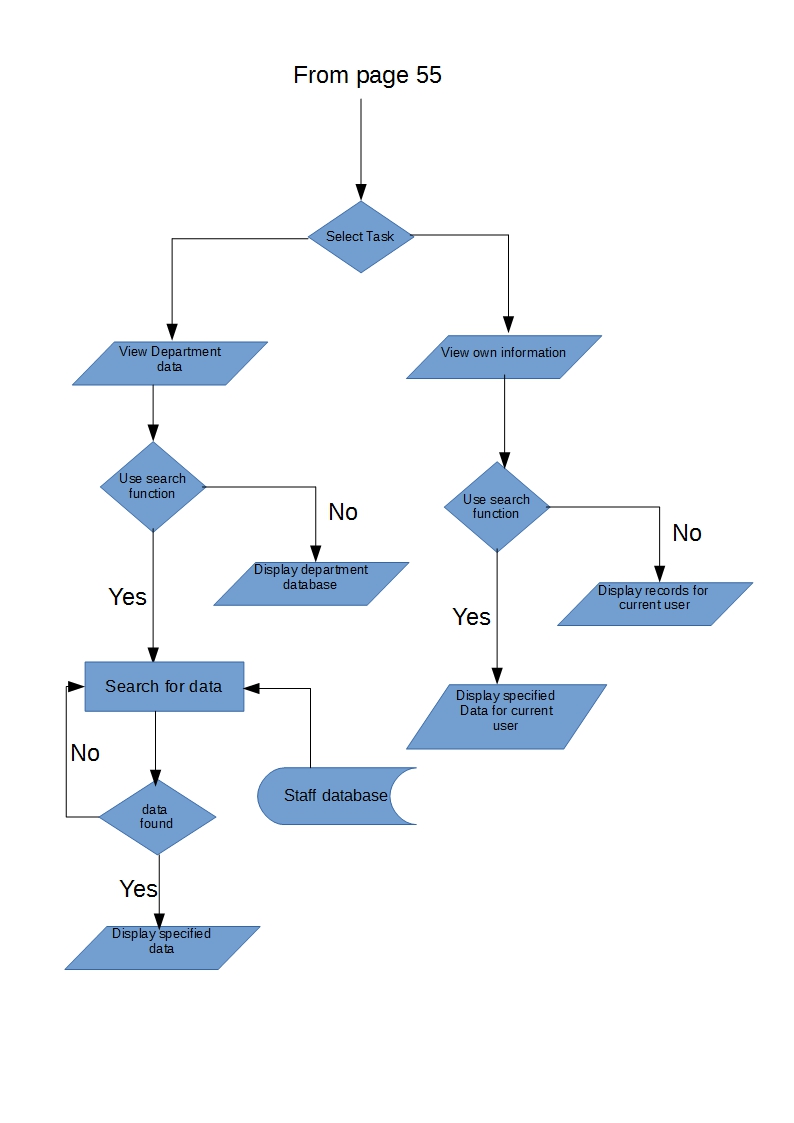 From page 55
Select Task
View Department
data
View own information
Use search
function
No
Use search
function
No
Display department
database
Yes
Display records for
current user
Yes
Search for data
Display specified
Data for current
user
No
Staff database
data
found
Yes
Display specified
data